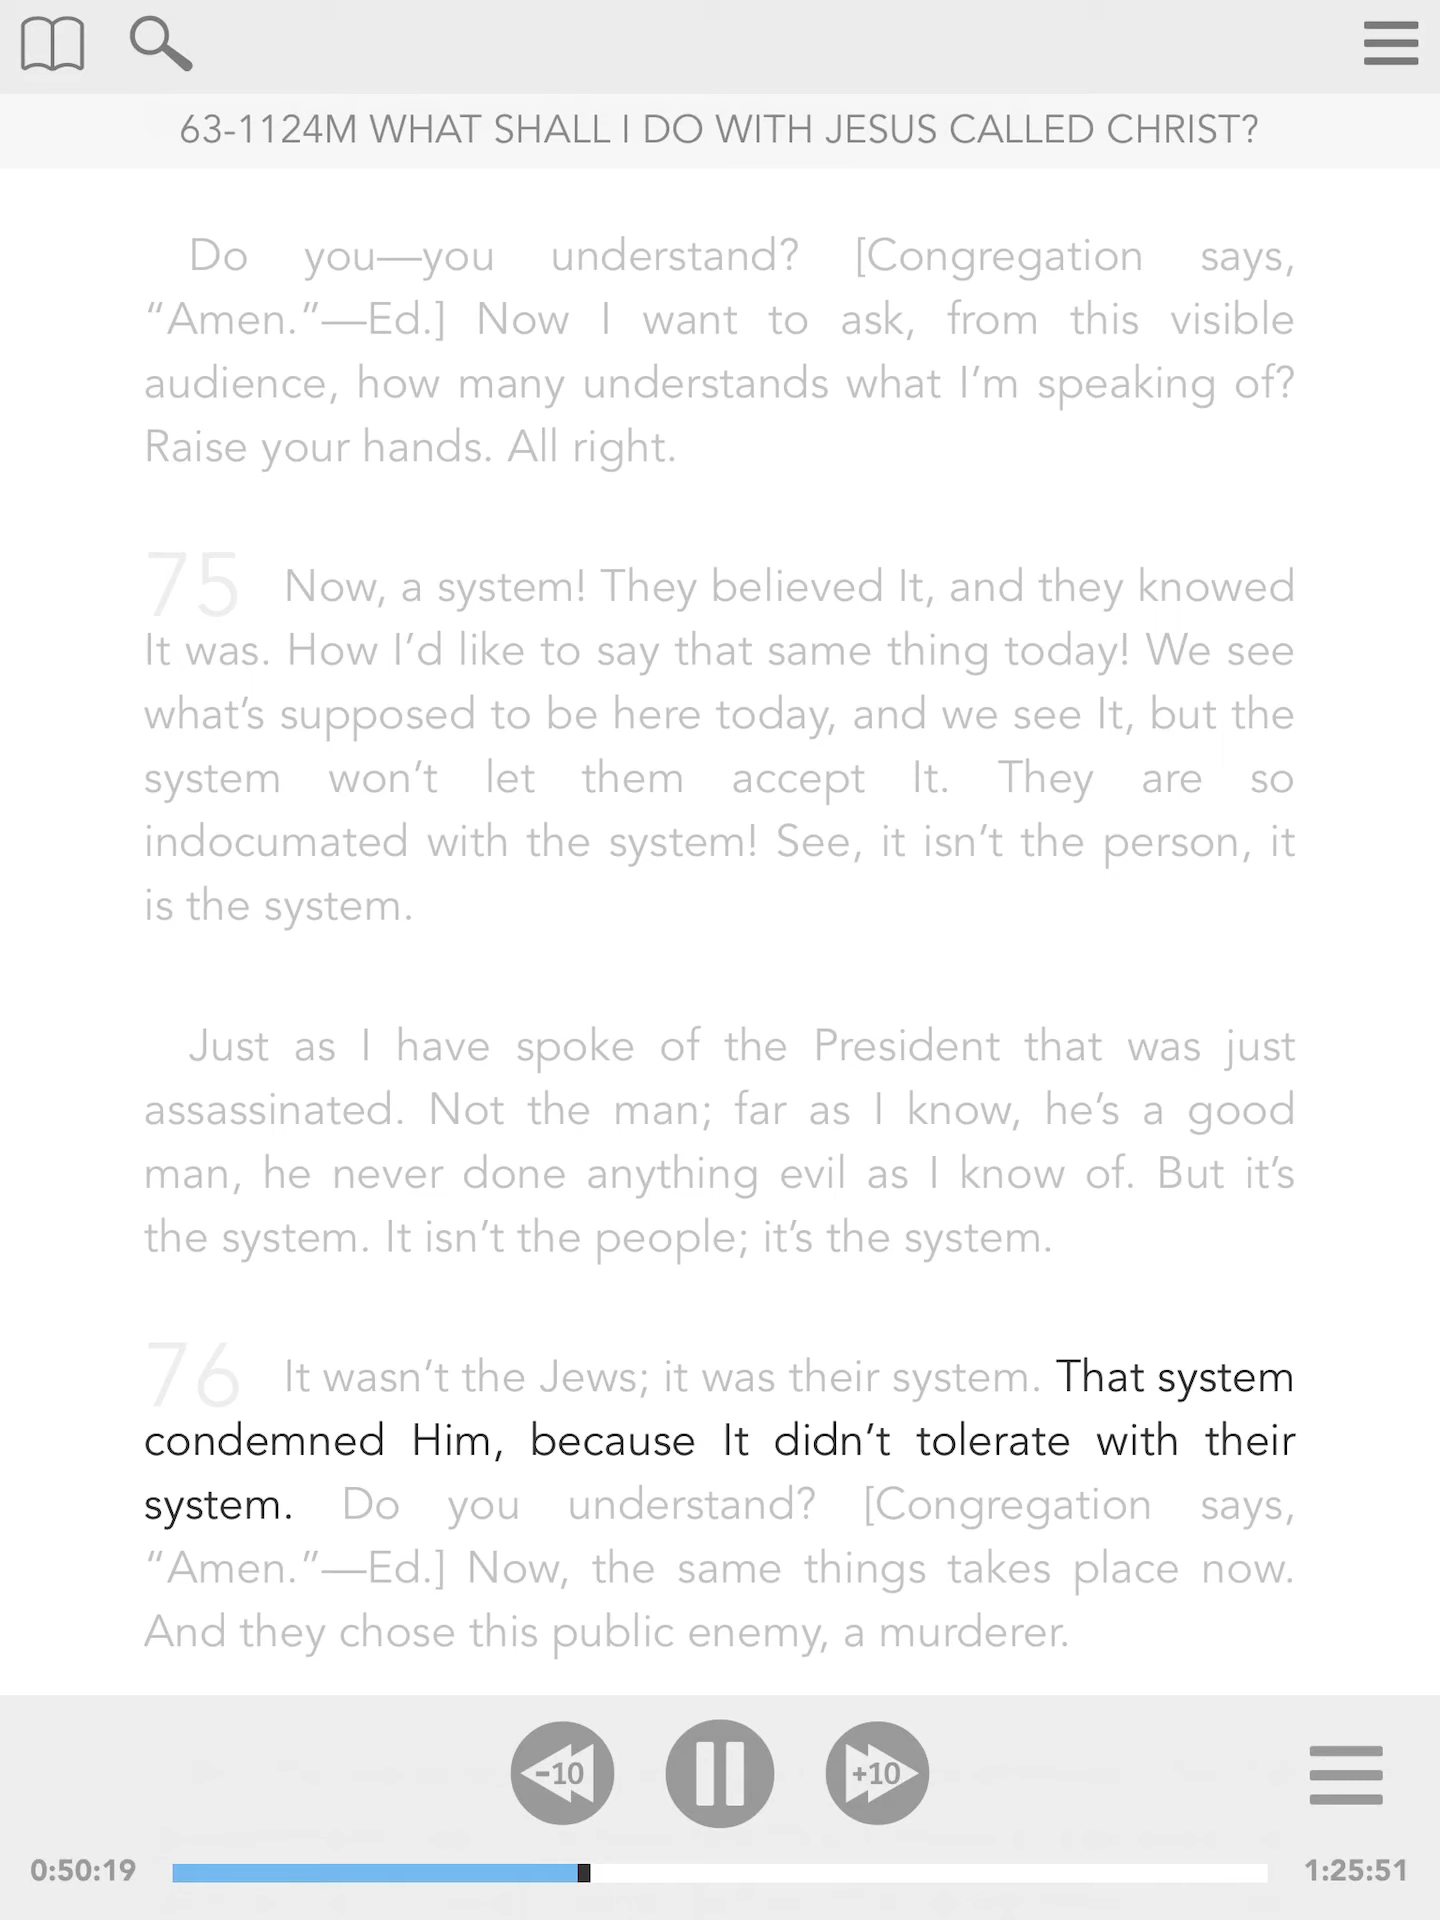 63-1124M WHAT SHALL I DO WITH JESUS CALLED CHRIST?
Do you—you understand? [Congregation says,
“Amen.”—Ed.] Now I want to ask, from this visible
audience, how many understands what I’m speaking of?
Raise your hands. All right.
75 Now, a system! They believed It, and they knowed
It was. How I’d like to say that same thing today! We see
what’s supposed to be here today, and we see It, but the
system won’t let them accept It. They are so
indocumated with the system! See, it isn’t the person, it
is the system.
Just as I have spoke of the President that was just
assassinated. Not the man; far as I know, he’s a good
man, he never done anything evil as I know of. But it’s
the system. It isn’t the people; it’s the system.
76 It wasn’t the Jews; it was their system. That system
condemned Him, because It didn’t tolerate with their
system. Do you understand? [Congregation says,
“Amen.”—Ed.] Now, the same things takes place now.
And they chose this public enemy, a murderer.
-10 +10
0:50:19 1:25:51